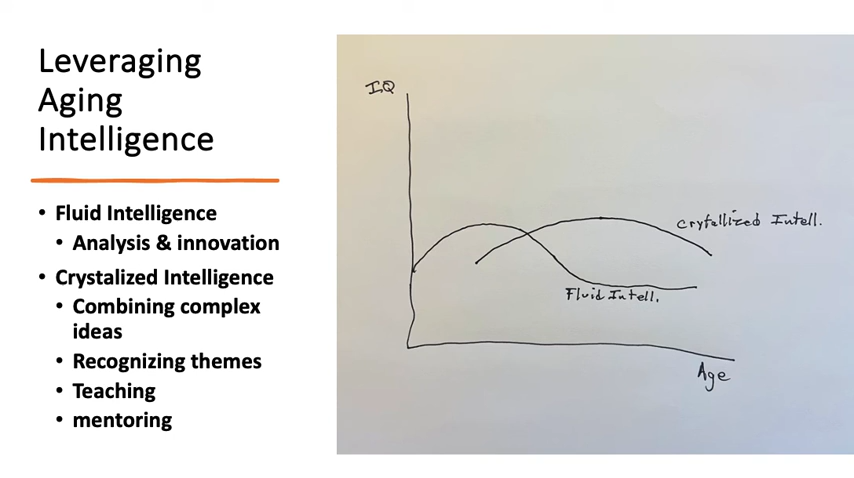 Leveraging
Aging
Intelligence
• Fluid Intelligence
• Analysis & innovation
• Crystalized Intelligence
• Combining complex
ideas
• Recognizing themes
• Teaching
• mentoring
I.Q
Crytallized Intell.
Fluid Intell.
Age